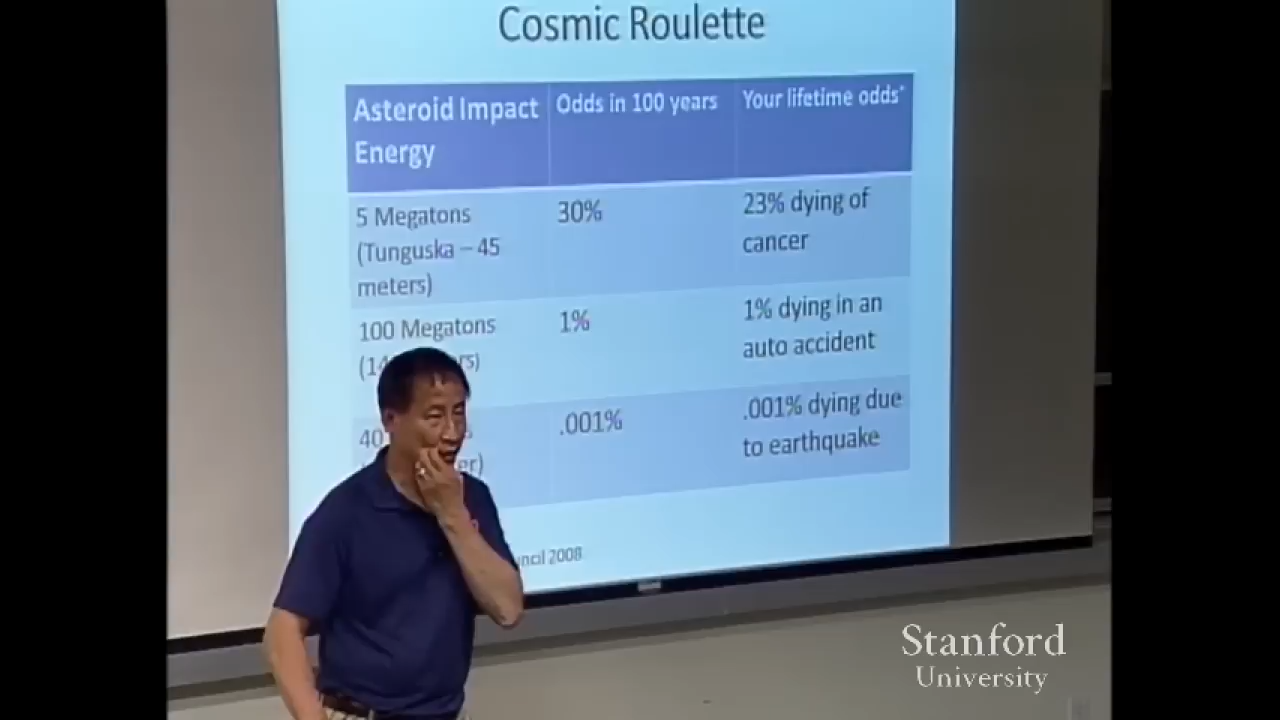 Cosmic Roulette
Asteroid Impact
Energy
Odds in 100 years
Your lifetime odds*
5 Megatons
(Tunguska – 45
meters)
30%
23% dying of
cancer
100 Megatons
1%
1% dying in an
auto accident
.001%
.001% dying due
to earthquake
2008
Stanford
University